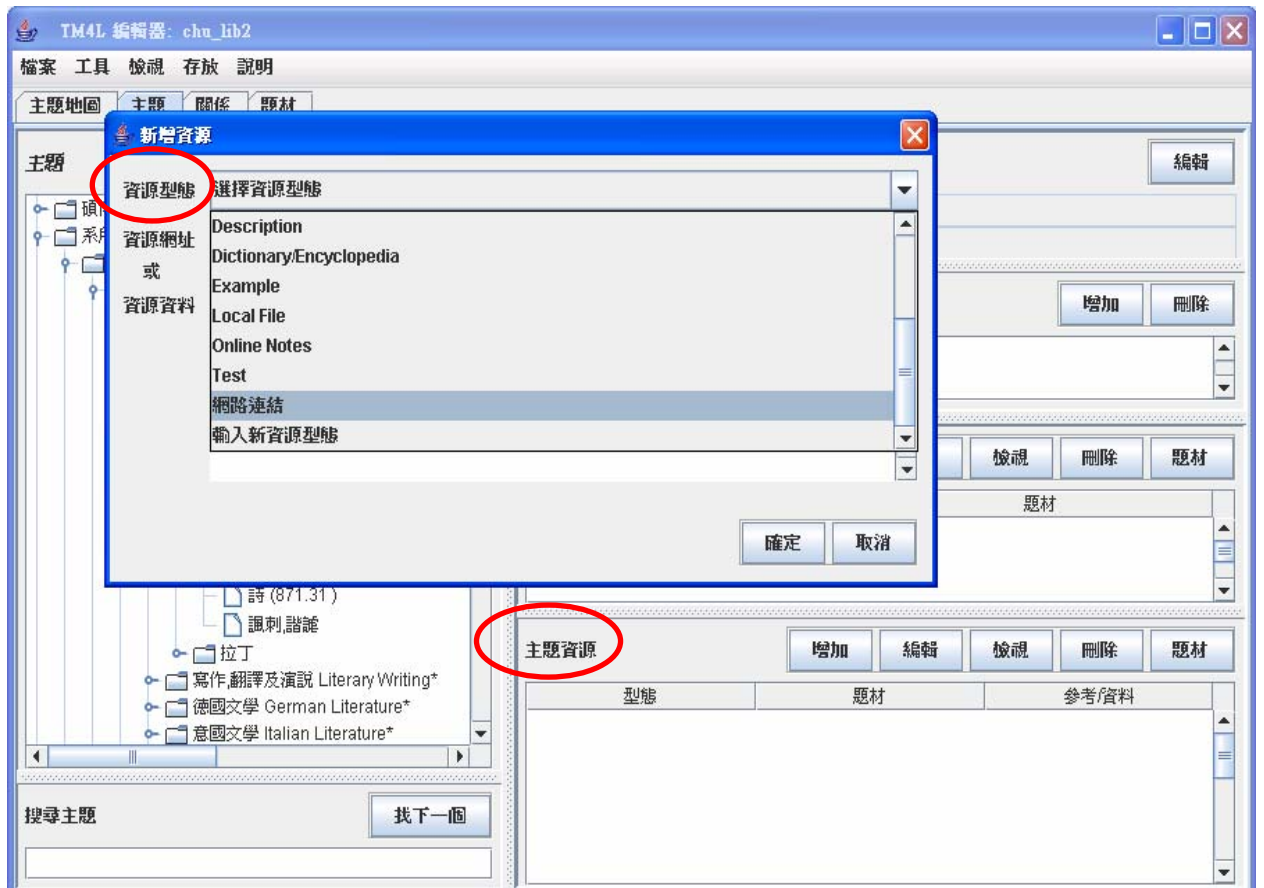 TM4L 編輯器: chu_lib2
檔案 工具 檢視 存放 說明
主題地圖 主題 關係 題材
新增資源
主題
編輯
資源型態 選擇資源型態
資源網址
或
資源資料
Description
Dictionary/Encyclopedia
Example
Local File
Online Notes
Test
網路連結
輸入新資源型態
增加 刪除
檢視 刪除 題材
題材
確定 取消
詩 (871.31 )
諷刺,諧謔
拉丁
寫作,翻譯及演說 Literary Writing*
德國文學 German Literature*
意國文學 Italian Literature*
主題資源 增加 編輯 檢視 刪除 題材
型態 題材 參考/資料
搜尋主題 找下一個